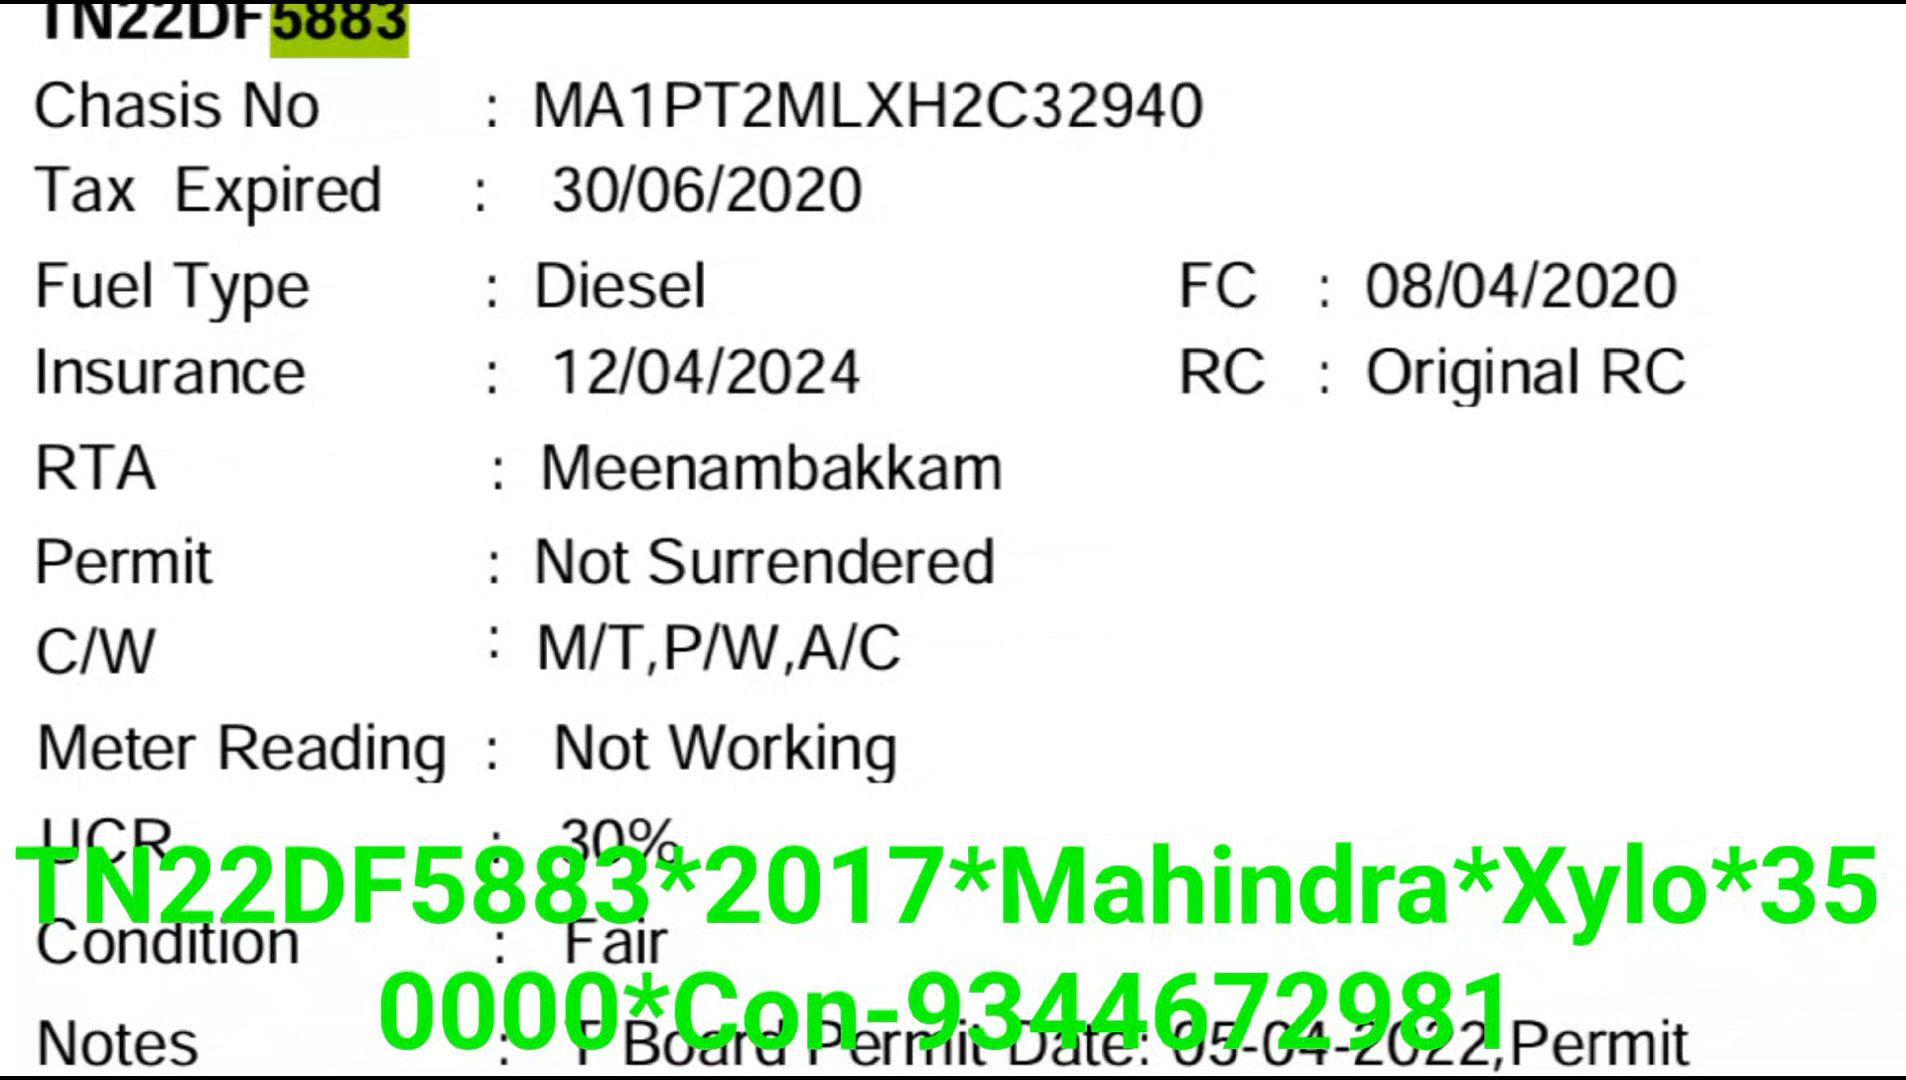 TN22DF5883
Chasis No : MA1PT2MLXH2C32940
Tax Expired : 30/06/2020
Fuel Type : Diesel FC : 08/04/2020
Insurance : 12/04/2024 RC : Original RC
RTA : Meenambakkam
Permit : Not Surrendered
C/W : M/T,P/W,A/C
Meter Reading : Not Working
UCR : 30%
TN22DF5883*2017*Mahindra*Xylo*35
Condition : Fair
0000*Con-9344672981
Notes : T Board Permit Date: 05-04-2022,Permit